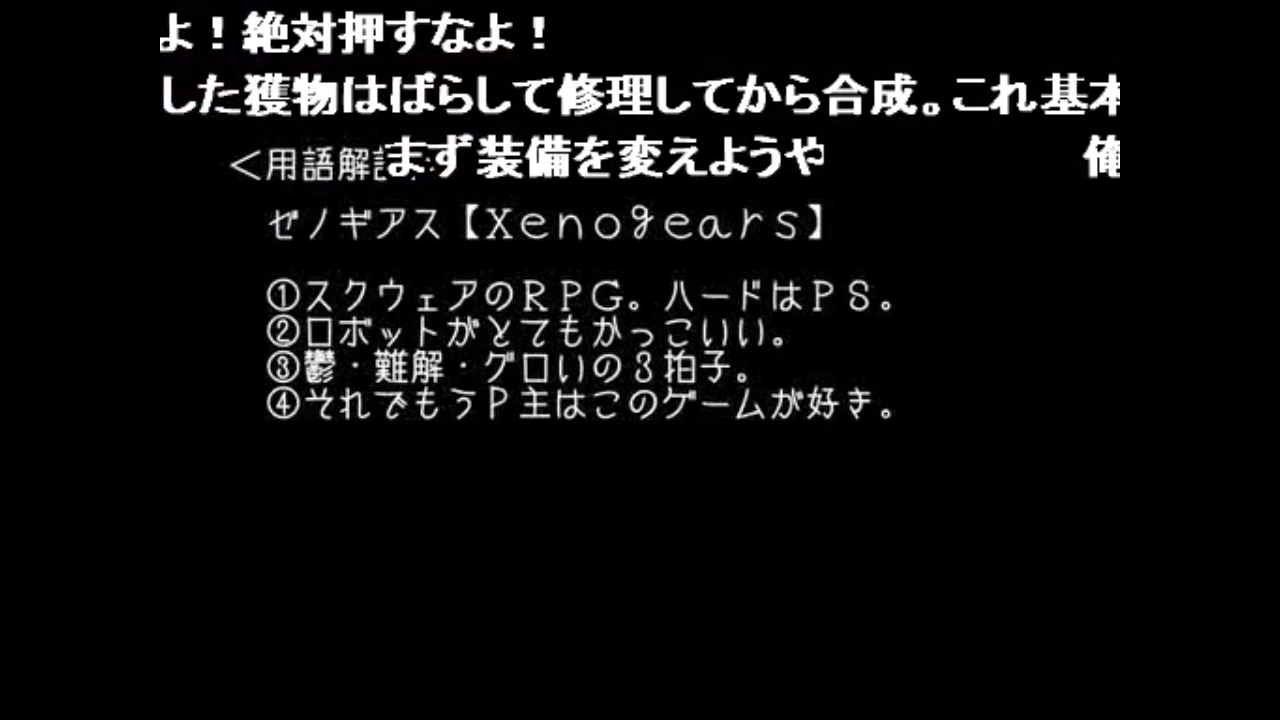 よ！絶対押すなよ！
した獲物はばらして修理してから合成。これ基本
まず装備を変えようや
俺
＜用語解
ゼノギアス【Ｘｅｎｏｇｅａｒｓ】
①スクウェアのＲＰＧ。ハードはＰＳ。
②ロボットがとてもかっこいい。
③鬱・難解・グロいの３拍子。
④それでもうＰ主はこのゲームが好き。